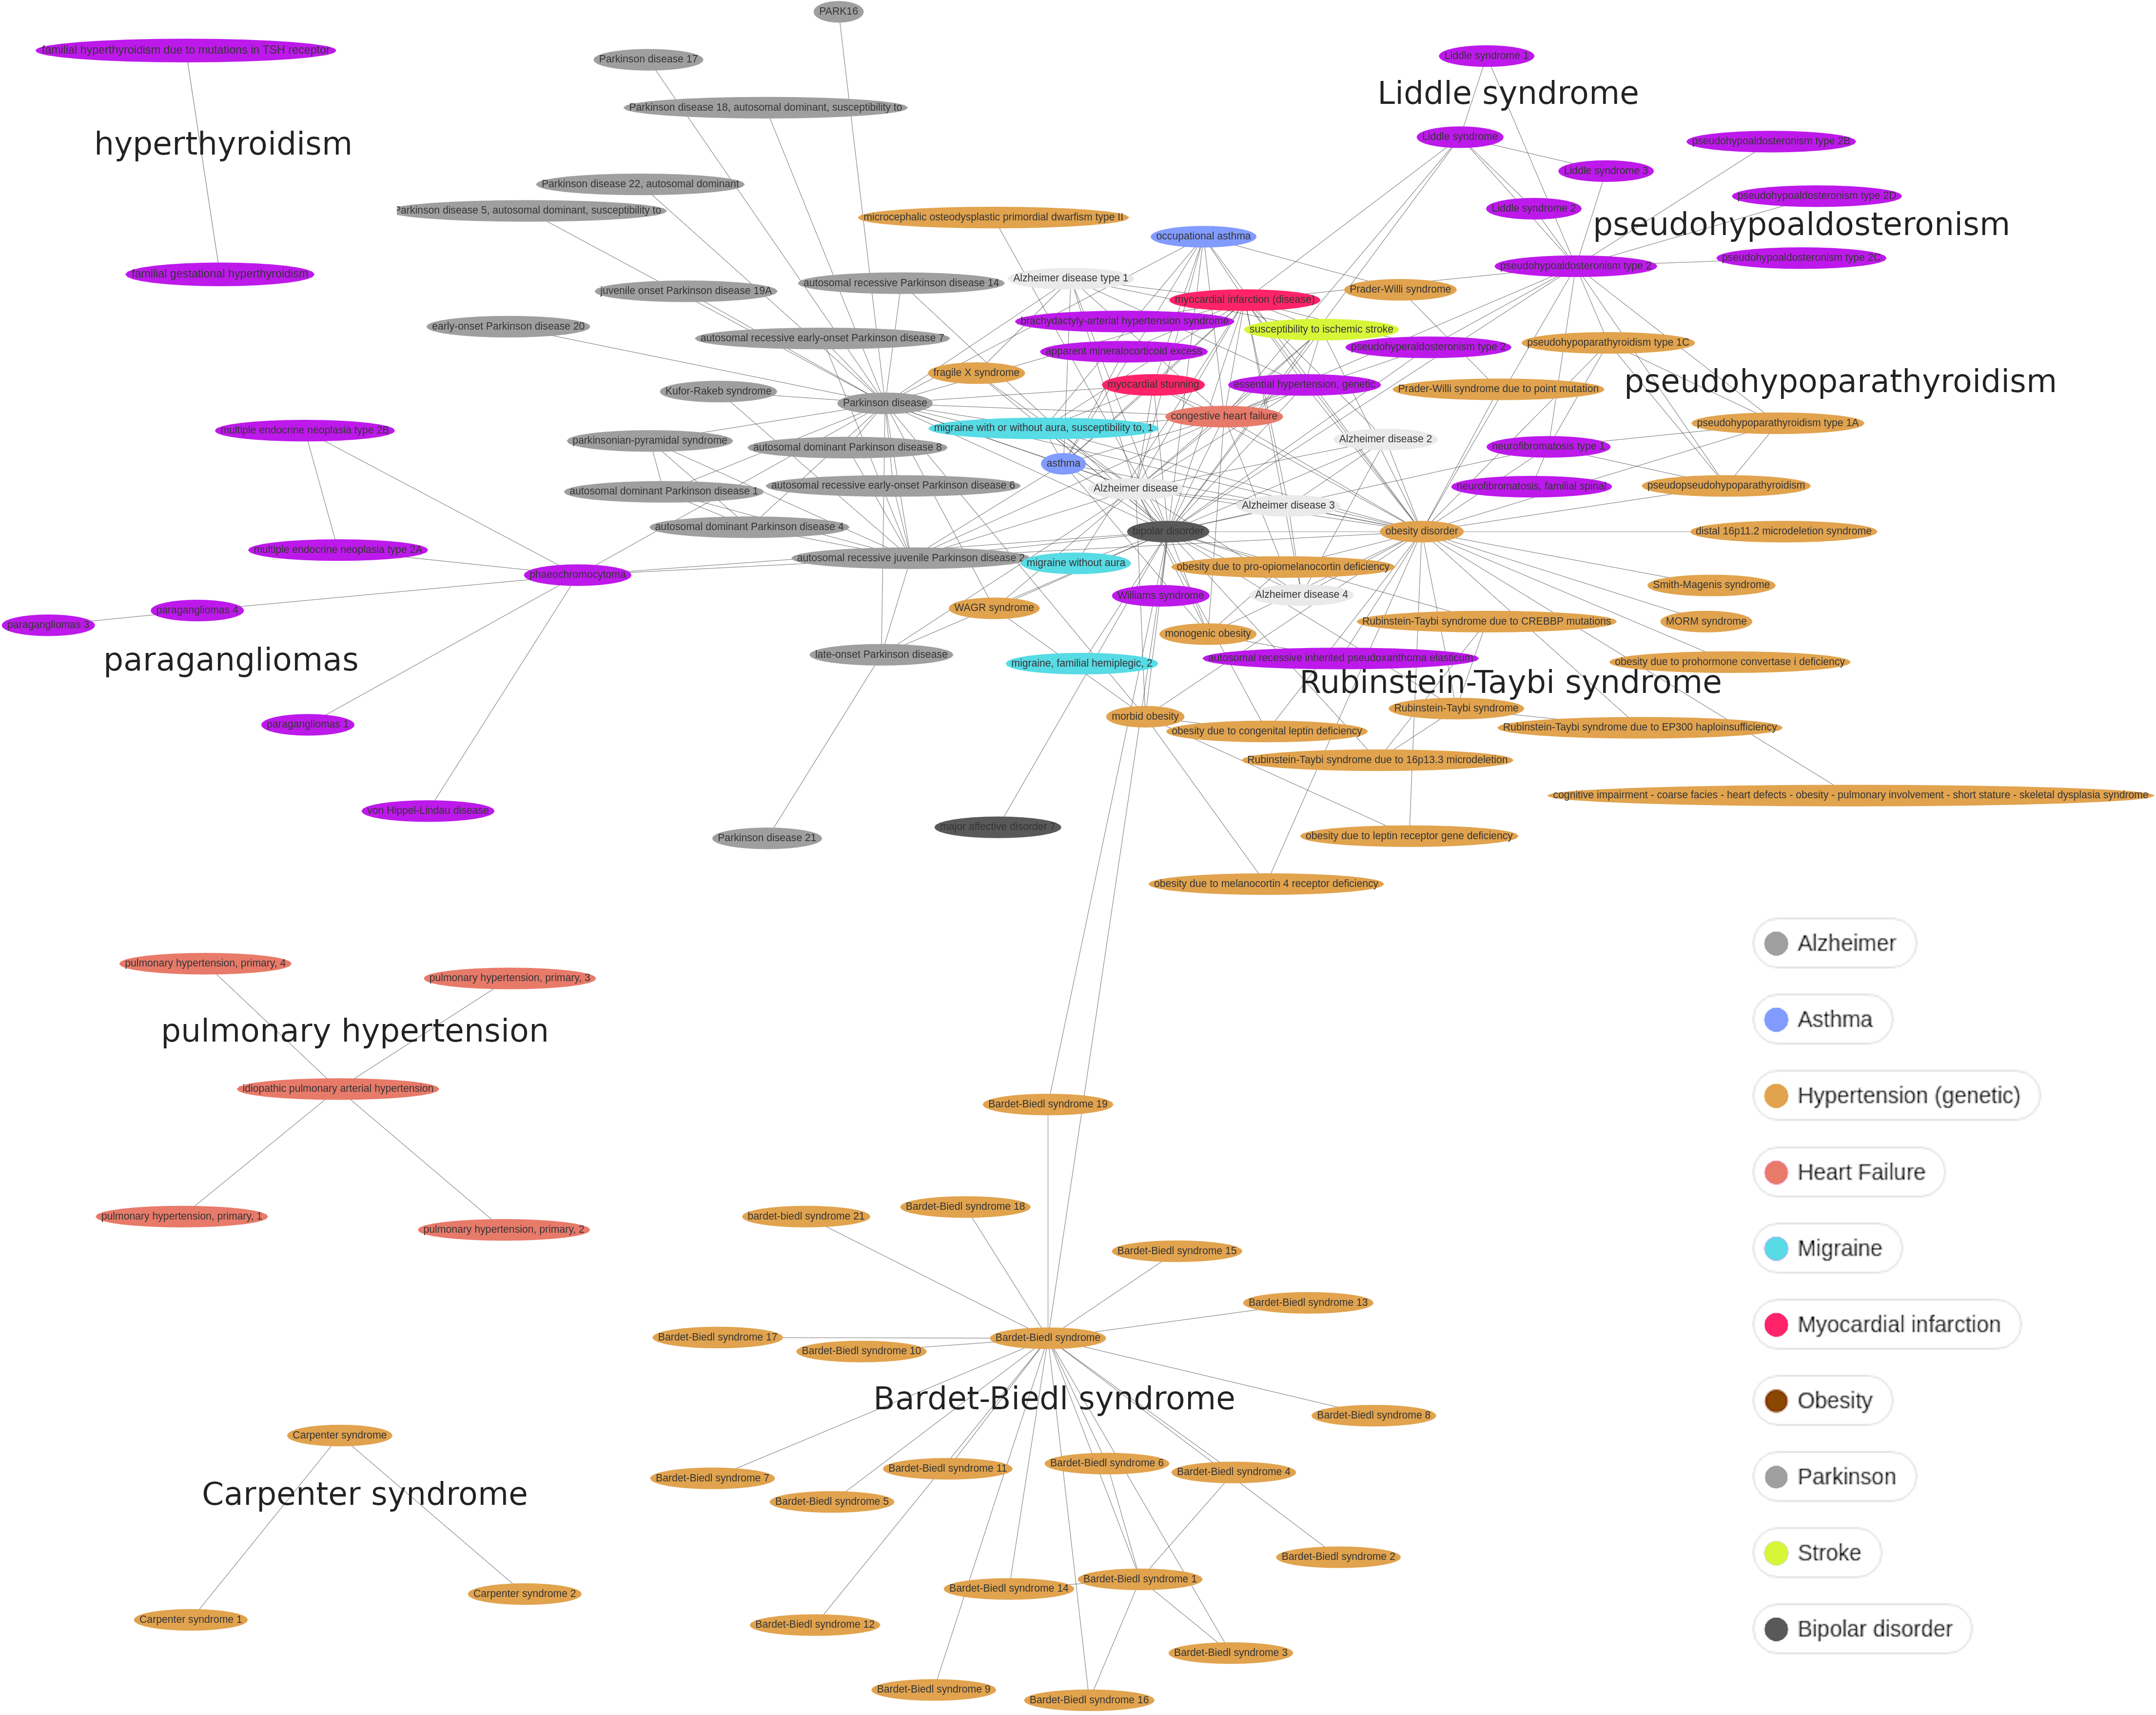 PARK16
familial hyperthyroidism due to mutations in TSH receptor
Parkinson disease 17
Liddle syndrome 1
Liddle syndrome
Parkinson disease 18, autosomal dominant, susceptibility to
hyperthyroidism
Liddle syndrome
pseudohypoaldosteronism type 2B
Liddle syndrome 3
Parkinson disease 22, autosomal dominant
pseudohypoaldosteronism type 2D
Parkinson disease 5, autosomal dominant, susceptibility to
Liddle syndrome 2
microcephalic osteodysplastic primordial dwarfism type II
pseudohypoaldosteronism
occupational asthma
pseudohypoaldosteronism type 2C
pseudohypoaldosteronism type 2
familial gestational hyperthyroidism
Alzheimer disease type 1
autosomal recessive Parkinson disease 14
juvenile onset Parkinson disease 19A
Prader-Willi syndrome
myocardial infarction (disease)
brachydactyly-arterial hypertension syndrome
early-onset Parkinson disease 20
susceptibility to ischemic stroke
autosomal recessive early-onset Parkinson disease 7
pseudohypoparathyroidism type 1C
pseudohyperaldosteronism type 2
apparent mineralocorticoid excess
fragile X syndrome
pseudohypoparathyroidism
myocardial stunning
essential hypertension, genetic
Prader-Willi syndrome due to point mutation
Kufor-Rakeb syndrome
Parkinson disease
congestive heart failure
pseudohypoparathyroidism type 1A
migraine with or without aura, susceptibility to, 1
multiple endocrine neoplasia type 2B
parkinsonian-pyramidal syndrome
Alzheimer disease 2
autosomal dominant Parkinson disease 8
neurofibromatosis type 1
asthma
autosomal recessive early-onset Parkinson disease 6
Alzheimer disease
neurofibromatosis, familial spinal
pseudopseudohypoparathyroidism
autosomal dominant Parkinson disease 1
Alzheimer disease 3
autosomal dominant Parkinson disease 4
bipolar disorder
obesity disorder
distal 16p11.2 microdeletion syndrome
multiple endocrine neoplasia type 2A
autosomal recessive juvenile Parkinson disease 2
migraine without aura
obesity due to pro-opiomelanocortin deficiency
phaeochromocytoma
Smith-Magenis syndrome
Williams syndrome
Alzheimer disease 4
WAGR syndrome
paragangliomas 4
paragangliomas 3
Rubinstein-Taybi syndrome due to CREBBP mutations
MORM syndrome
monogenic obesity
paragangliomas
late-onset Parkinson disease
migraine, familial hemiplegic, 2
autosomal recessive inherited pseudoxanthoma elasticum
obesity due to prohormone convertase i deficiency
Rubinstein-Taybi syndrome
Rubinstein-Taybi syndrome
morbid obesity
paragangliomas 1
obesity due to congenital leptin deficiency
Rubinstein-Taybi syndrome due to EP300 haploinsufficiency
Rubinstein-Taybi syndrome due to 16p13.3 microdeletion
cognitive impairment - coarse facies - heart defects - obesity - pulmonary involvement - short stature - skeletal dysplasia syndrome
von Hippel-Lindau disease
major affective disorder 7
Parkinson disease 21
obesity due to leptin receptor gene deficiency
obesity due to melanocortin 4 receptor deficiency
Alzheimer
pulmonary hypertension, primary, 4
pulmonary hypertension, primary, 3
Asthma
pulmonary hypertension
idiopathic pulmonary arterial hypertension
Hypertension (genetic)
Bardet-Biedl syndrome 19
Heart Failure
pulmonary hypertension, primary, 1
pulmonary hypertension, primary, 2
bardet-biedl syndrome 21
Bardet-Biedl syndrome 18
Migraine
Bardet-Biedl syndrome 15
Bardet-Biedl syndrome 13
Myocardial infarction
Bardet-Biedl syndrome 17
Bardet-Biedl syndrome
Bardet-Biedl syndrome 10
Bardet-Biedl syndrome
Obesity
Bardet-Biedl syndrome 8
Carpenter syndrome
Bardet-Biedl syndrome 7
Bardet-Biedl syndrome 11
Bardet-Biedl syndrome 6
Bardet-Biedl syndrome 4
Parkinson
Carpenter syndrome
Bardet-Biedl syndrome 5
Stroke
Bardet-Biedl syndrome 2
Bardet-Biedl syndrome 1
Bardet-Biedl syndrome 14
Carpenter syndrome 2
Carpenter syndrome 1
Bardet-Biedl syndrome 12
Bipolar disorder
Bardet-Biedl syndrome 3
Bardet-Biedl syndrome 9
Bardet-Biedl syndrome 16